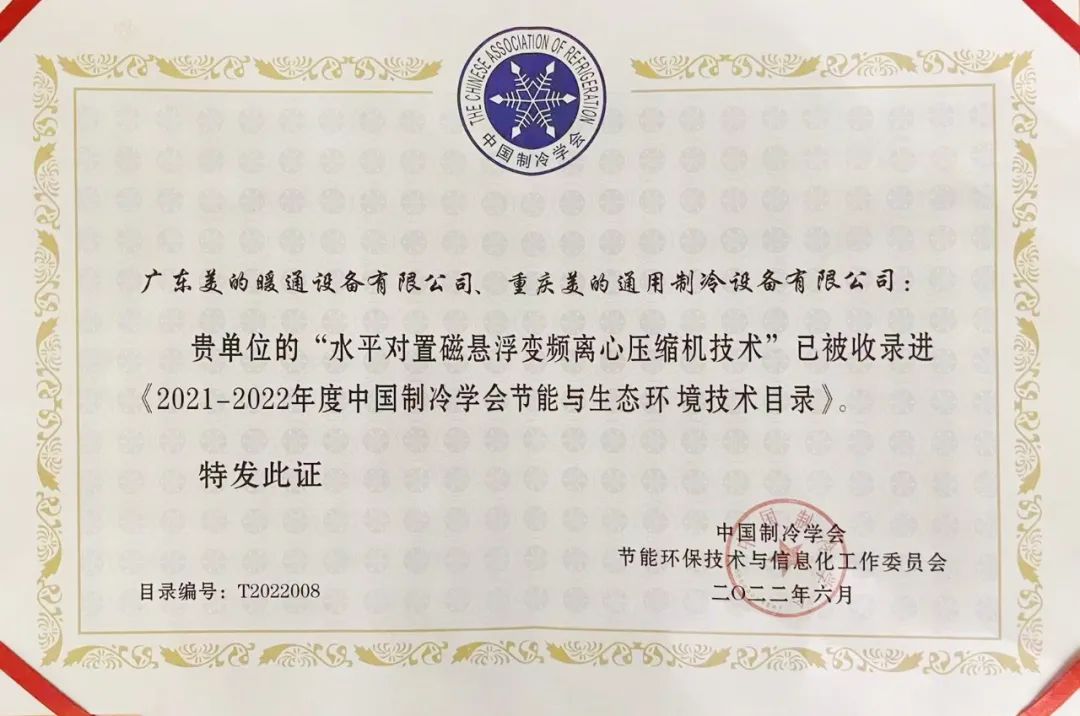 THE CHINESE ASSOCIATION OF REFRIGERATION
中国制冷学会
广东美的暖通设备有限公司、重庆美的通用制冷设备有限公司：
贵单位的“水平对置磁悬浮变频离心压缩机技术”已被收录进
《2021-2022年度中国制冷学会节能与生态环境技术目录》。
特发此证
中国制冷学会
节能环保技术与信息化工作委员会
目录编号：T2022008
二〇二二年六月